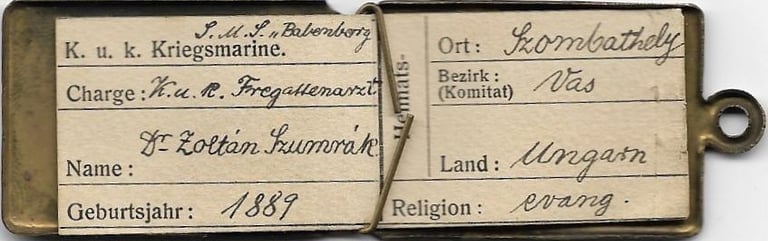 S.M.S. „Babenberg
K. u. k. Kriegsmarine.
Charge: K.u.k. Fregattenarzt
Name: Dr Zoltán Szumrák
Geburtsjahr: 1889
Heimats-
Ort: Szombathely
Bezirk: (Komitat) Vas
Land: Ungarn
Religion: evang.